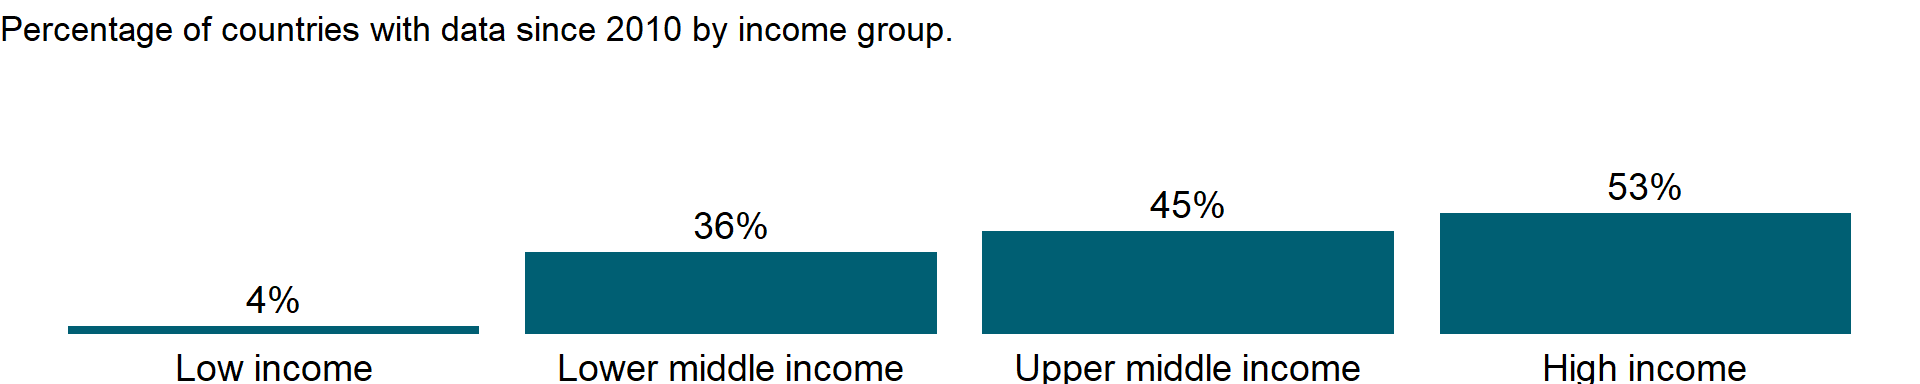 Percentage of countries with data since 2010 by income group.
53%
45%
36%
4%
Low income
Lower middle income
Upper middle income
High income